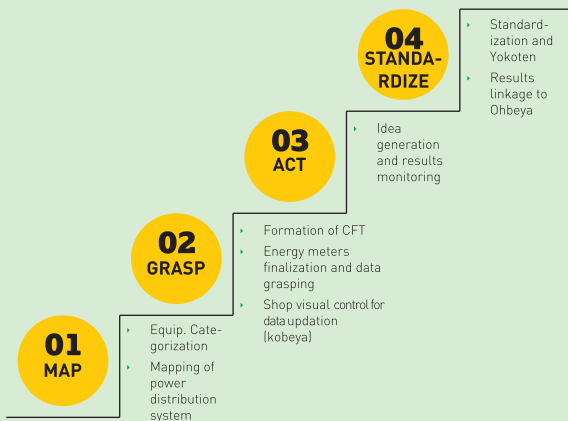 01
MAP
Equip. Cate-
gorization
Mapping of
power
distribution
system
02
GRASP
Formation of CFT
Energy meters
finalization and data
grasping
Shop visual control for
data updation
(kobeya)
03
ACT
Idea
generation
and results
monitoring
04
STANDA-
RDIZE
Standard-
ization and
Yokoten
Results
linkage to
Ohbeya